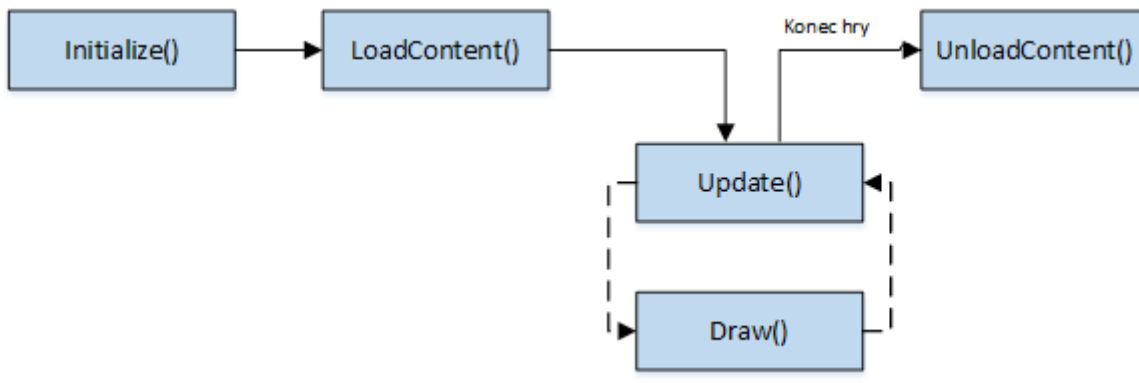 Initialize()
LoadContent()
Konec hry
UnloadContent()
Update()
Draw()